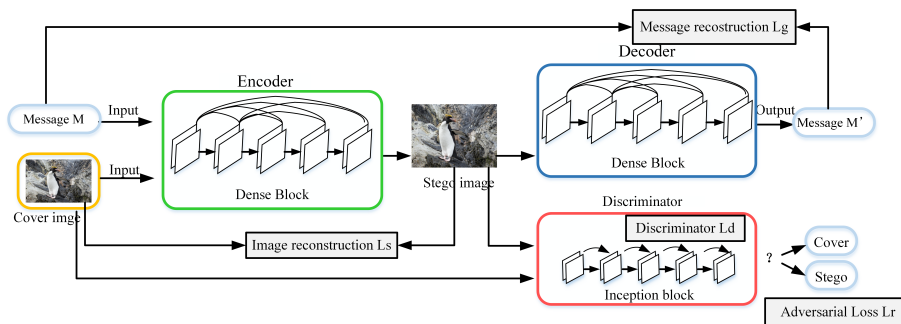 Message recostruction Lg
Decoder
Encoder
Message M
Input
Dense Block
Input
Cover imge
Stego image
Dense Block
Output
Message M’
Image reconstruction Ls
Discriminator
Discriminator Ld
Inception block
?
Cover
Stego
Adversarial Loss Lr